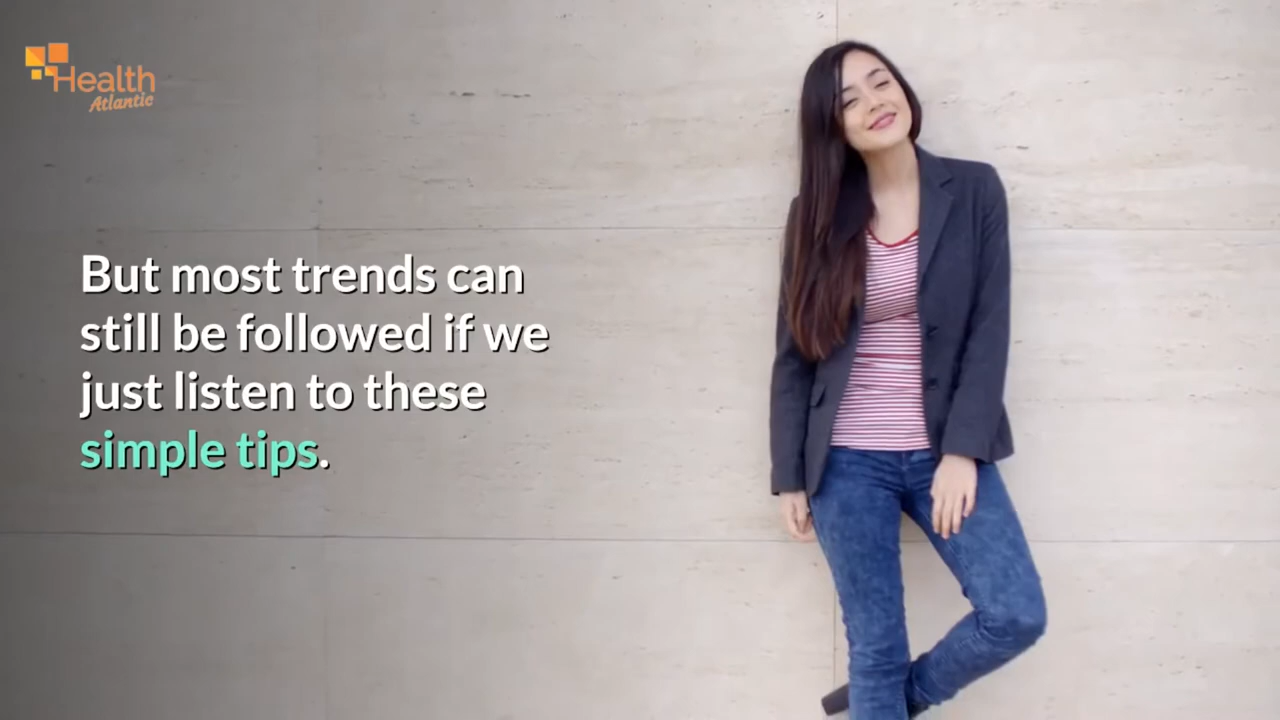 Health
Atlantic
But most trends can
still be followed if we
just listen to these
simple tips.